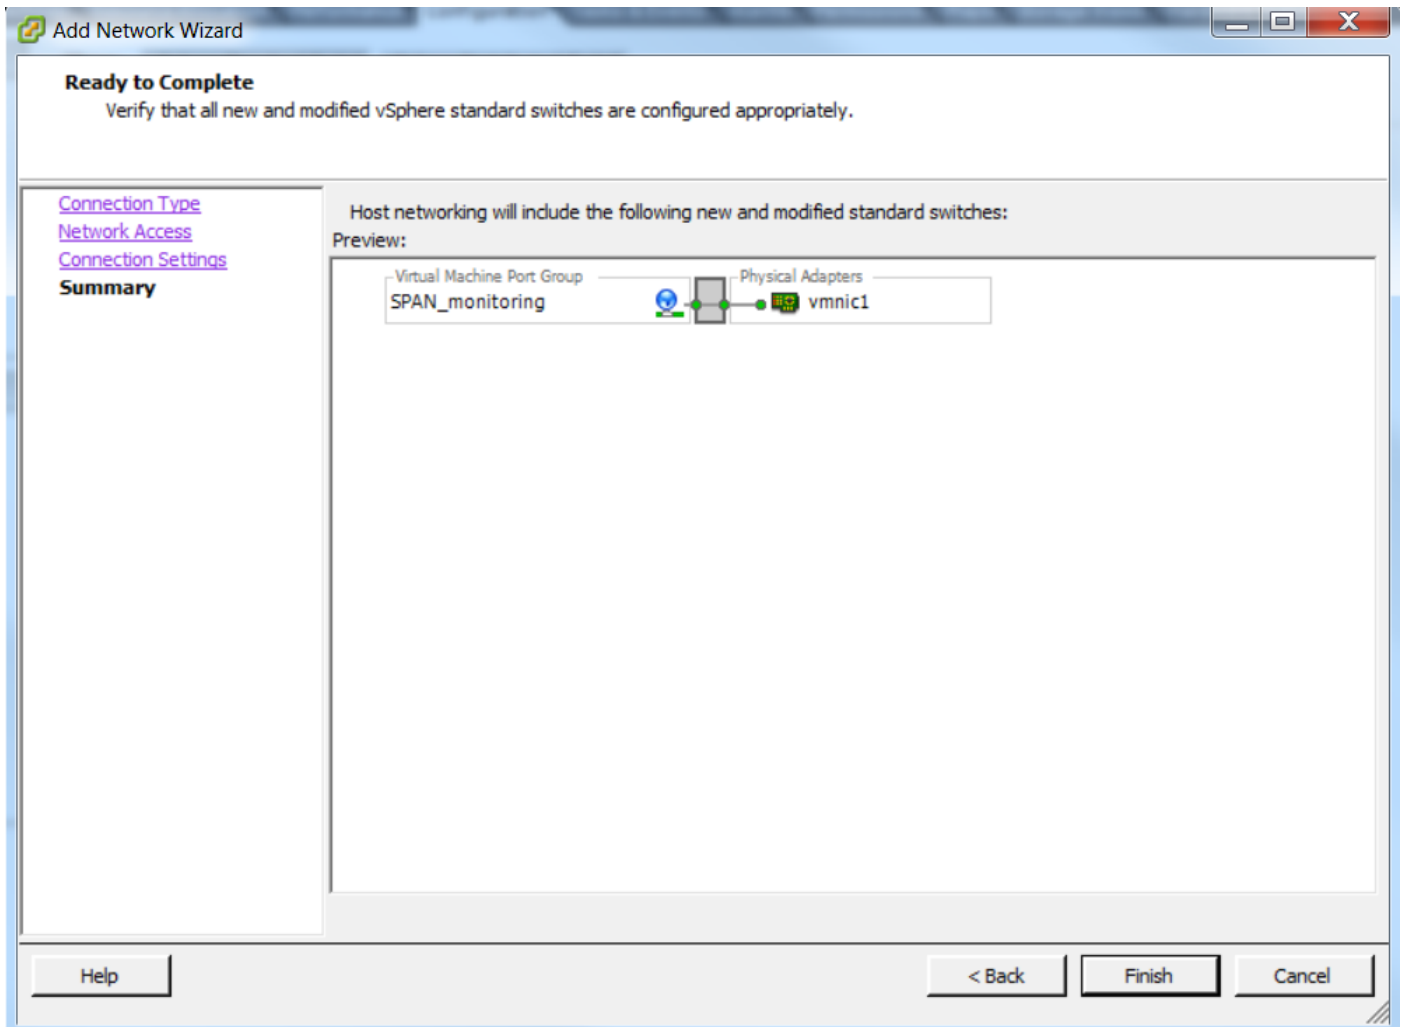 Add Network Wizard
Ready to Complete
Verify that all new and modified vSphere standard switches are configured appropriately.
Connection Type
Network Access
Connection Settings
Summary
Host networking will include the following new and modified standard switches:
Preview:
Virtual Machine Port Group
SPAN_monitoring
Physical Adapters
vmnic1
Help
< Back
Finish
Cancel